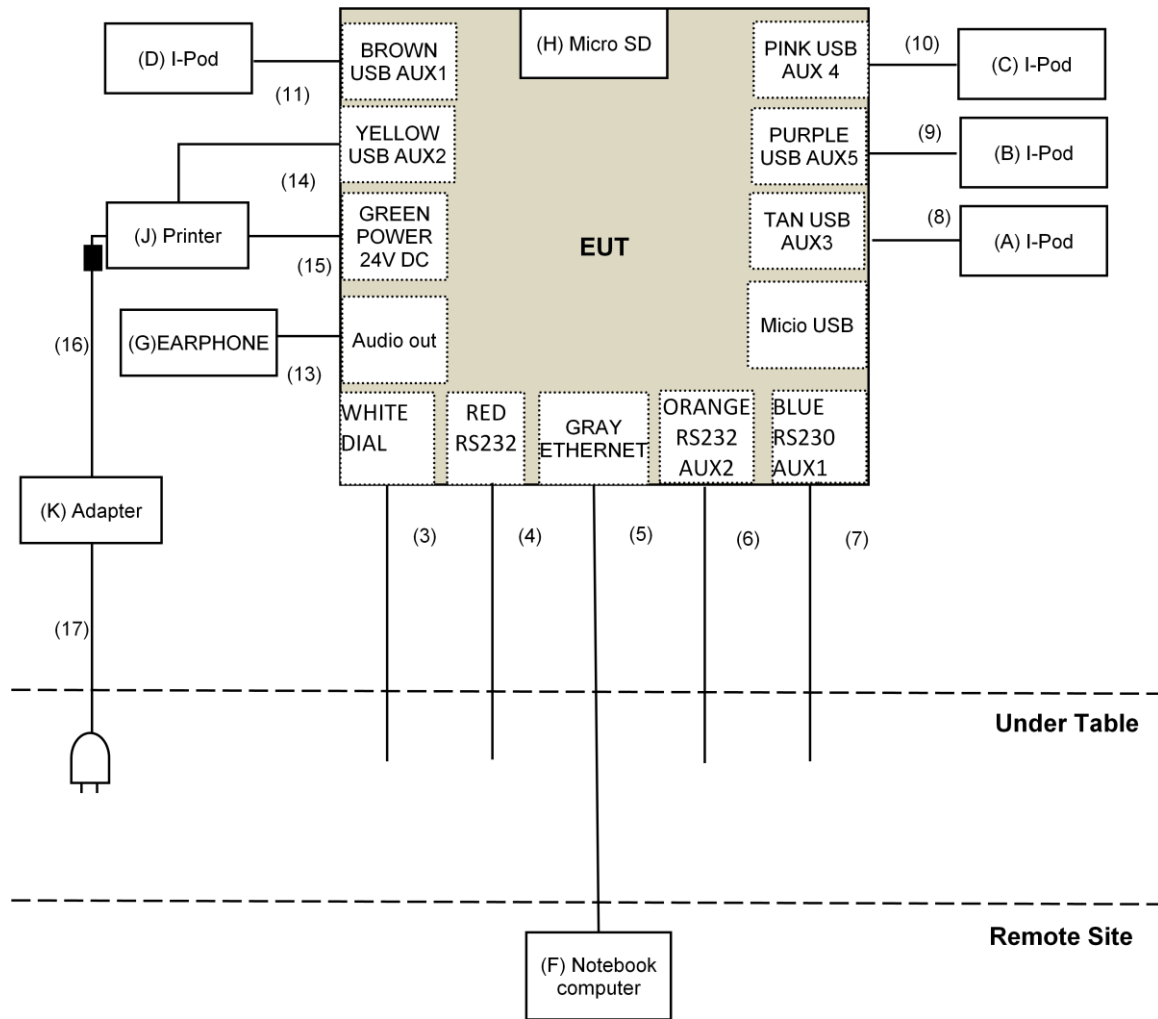 (D) I-Pod
(11)
BROWN
USB AUX1
(H) Micro SD
PINK USB
AUX 4
(10)
(C) I-Pod
YELLOW
USB AUX2
(14)
PURPLE
USB AUX5
(9)
(B) I-Pod
(J) Printer
(15)
GREEN
POWER
24V DC
EUT
TAN USB
AUX3
(8)
(A) I-Pod
(16)
(G)EARPHONE
(13)
Audio out
Micio USB
WHITE
DIAL
RED
RS232
GRAY
ETHERNET
ORANGE
RS232
AUX2
BLUE
RS230
AUX1
(K) Adapter
(3)
(4)
(5)
(6)
(7)
(17)
Under Table
Remote Site
(F) Notebook
computer